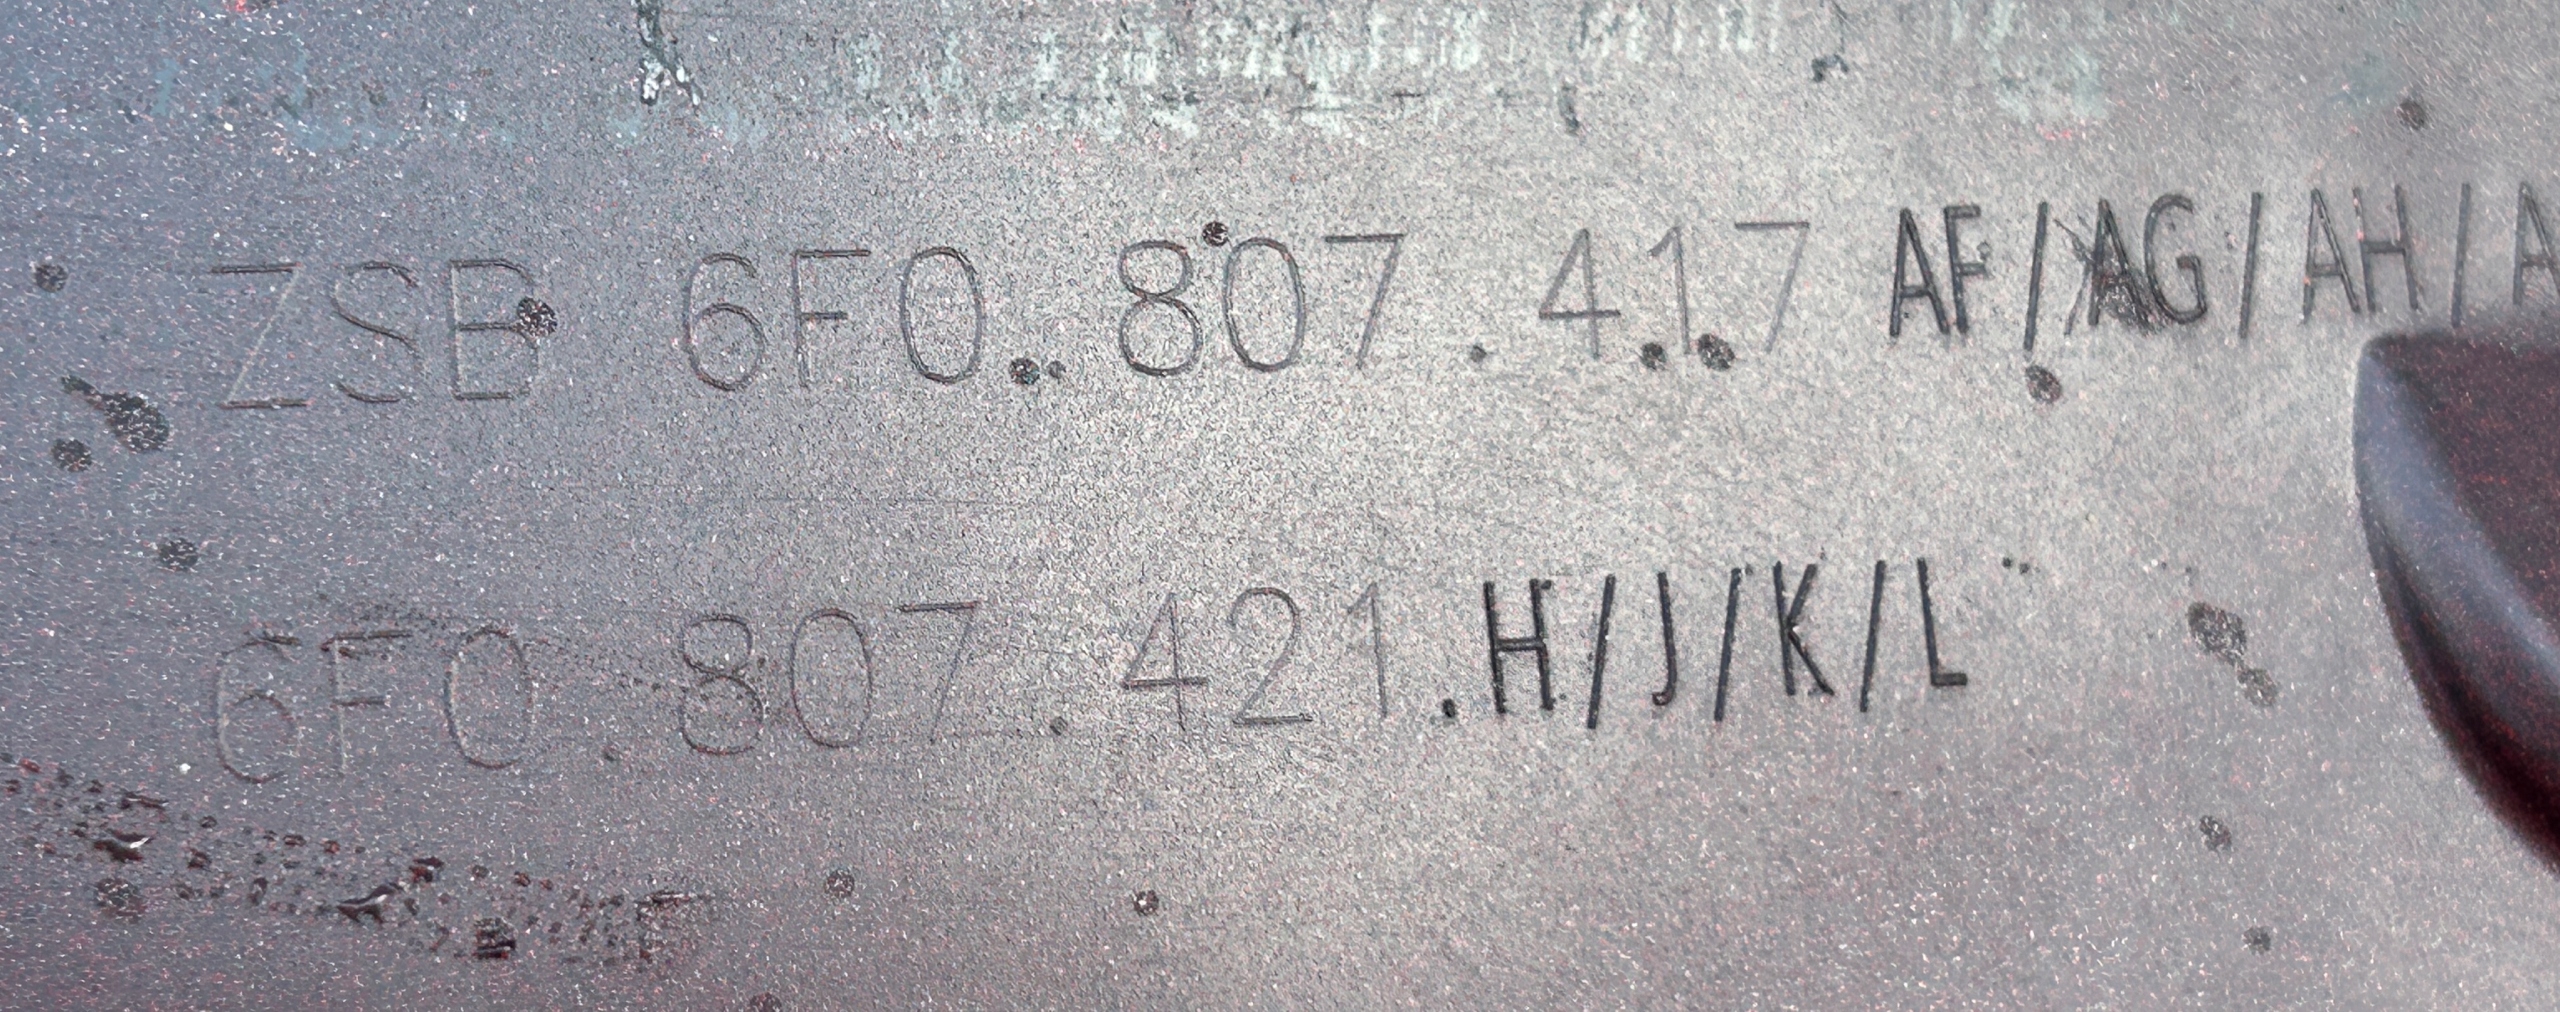 ZSB 6F0.807.417 AF/AG/AH/A
6F0.807.421.H/J/K/L